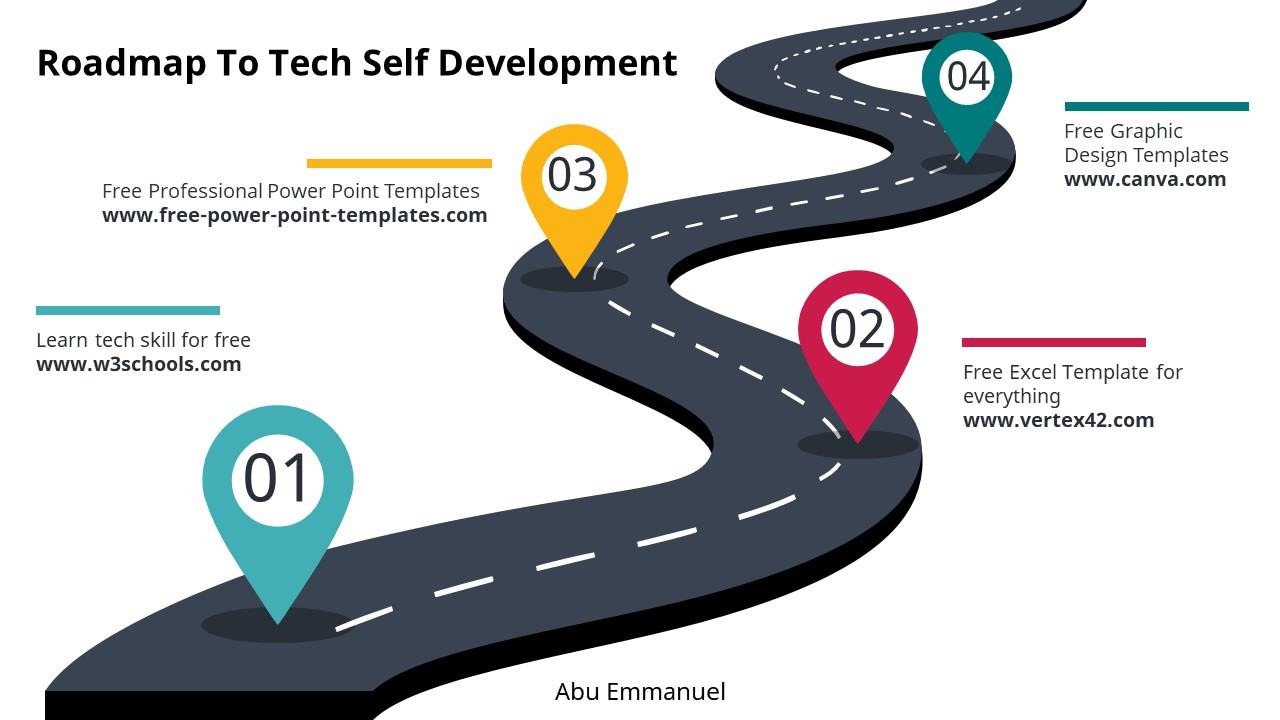 Roadmap To Tech Self Development
04
Free Graphic
Design Templates
www.canva.com
03
Free Professional Power Point Templates
www.free-power-point-templates.com
02
Free Excel Template for
everything
www.vertex42.com
Learn tech skill for free
www.w3schools.com
01
Abu Emmanuel